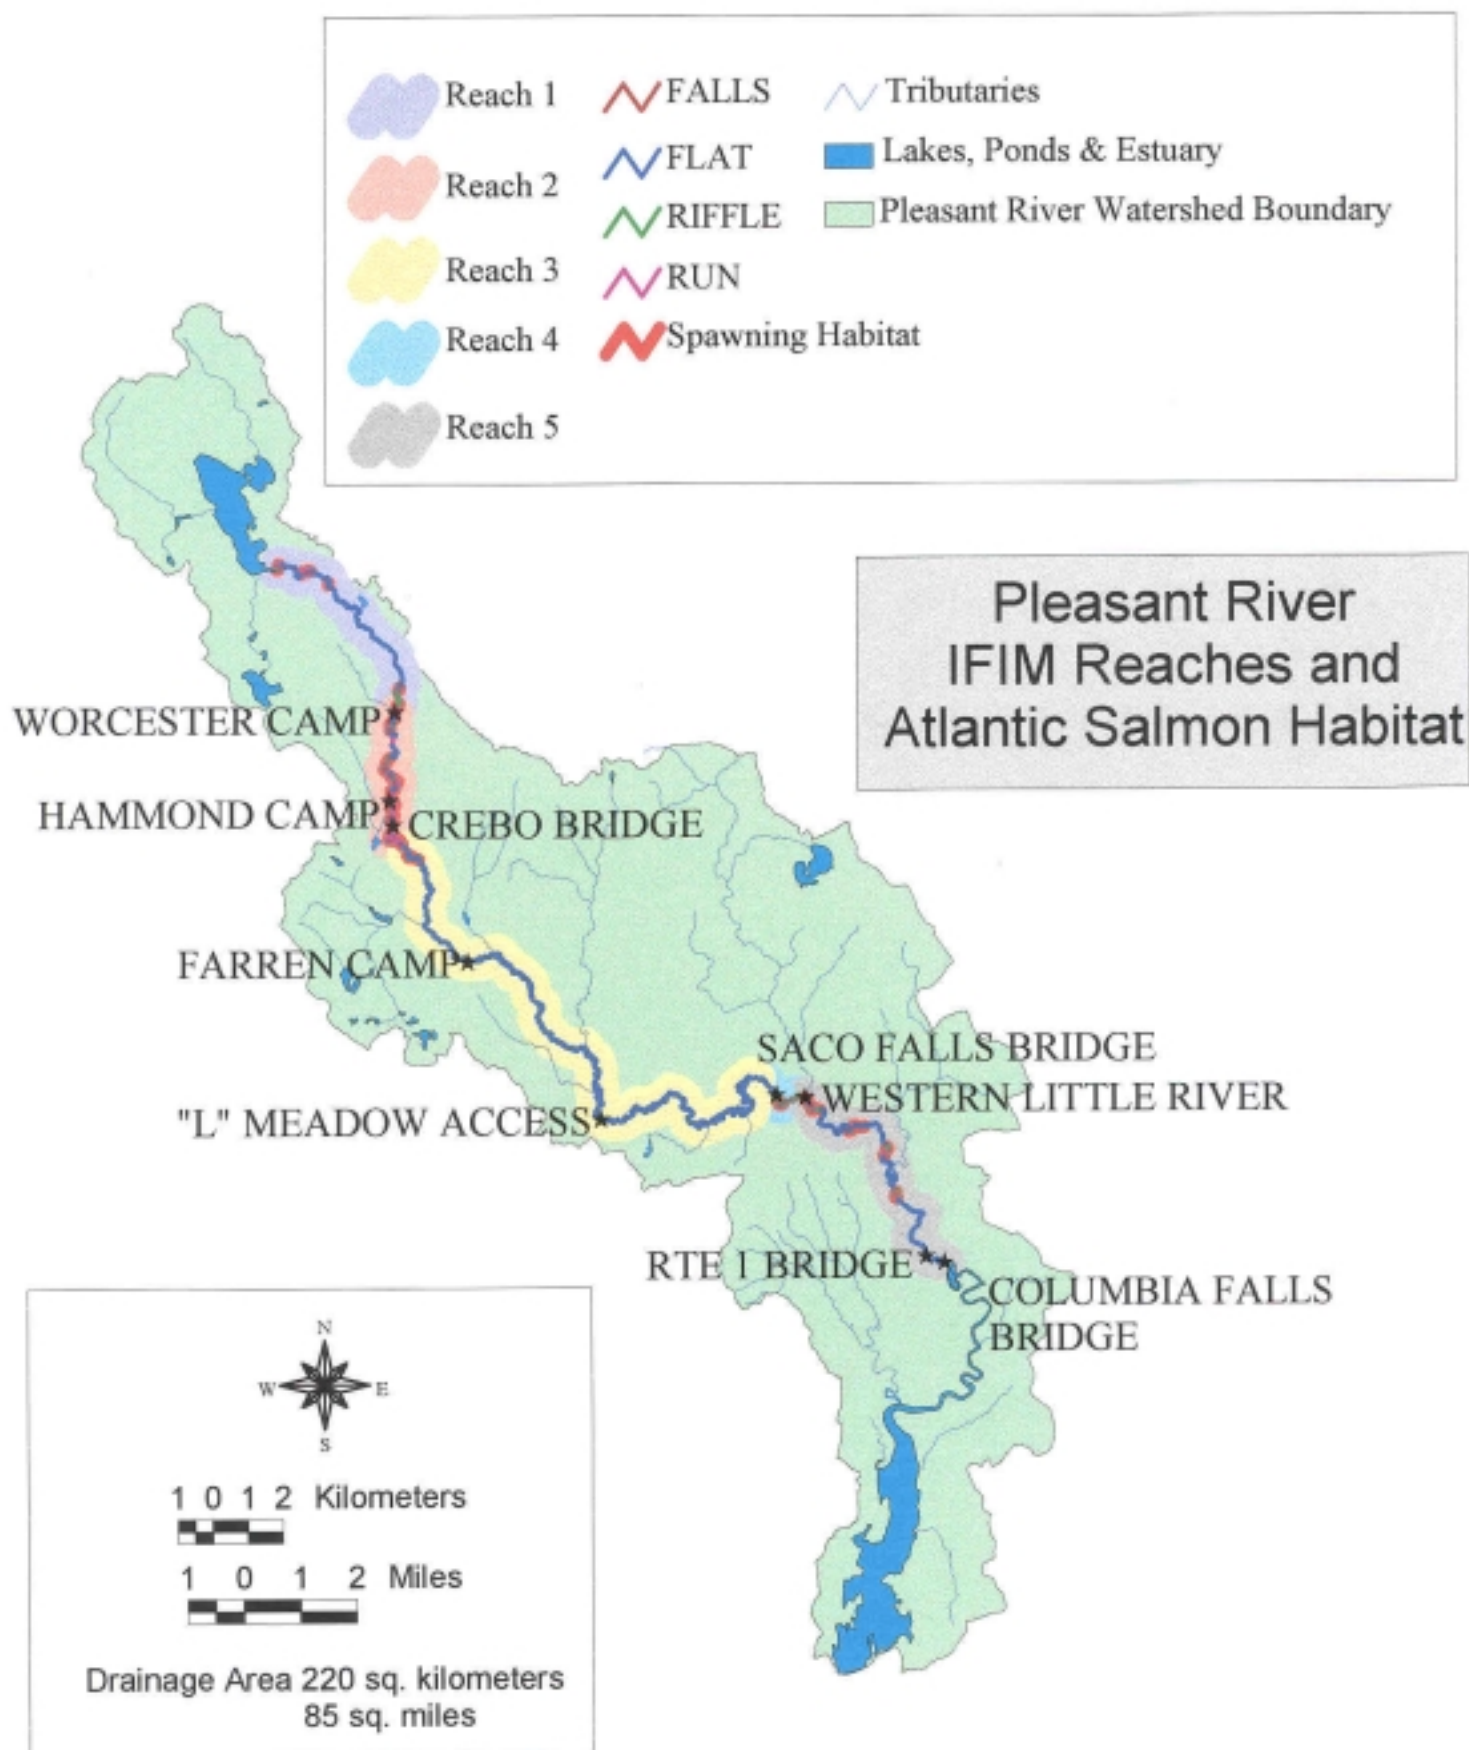 Reach 1
Reach 2
Reach 3
Reach 4
Reach 5
FALLS
FLAT
RIFFLE
RUN
Spawning Habitat
Tributaries
Lakes, Ponds & Estuary
Pleasant River Watershed Boundary
Pleasant River
IFIM Reaches and
Atlantic Salmon Habitat
WORCESTER CAMP
HAMMOND CAMP
CREBO BRIDGE
FARREN CAMP
SACO FALLS BRIDGE
WESTERN LITTLE RIVER
"L" MEADOW ACCESS
RTE 1 BRIDGE
COLUMBIA FALLS
BRIDGE
N
W E
S
1 0 1 2 Kilometers
1 0 1 2 Miles
Drainage Area 220 sq. kilometers
85 sq. miles